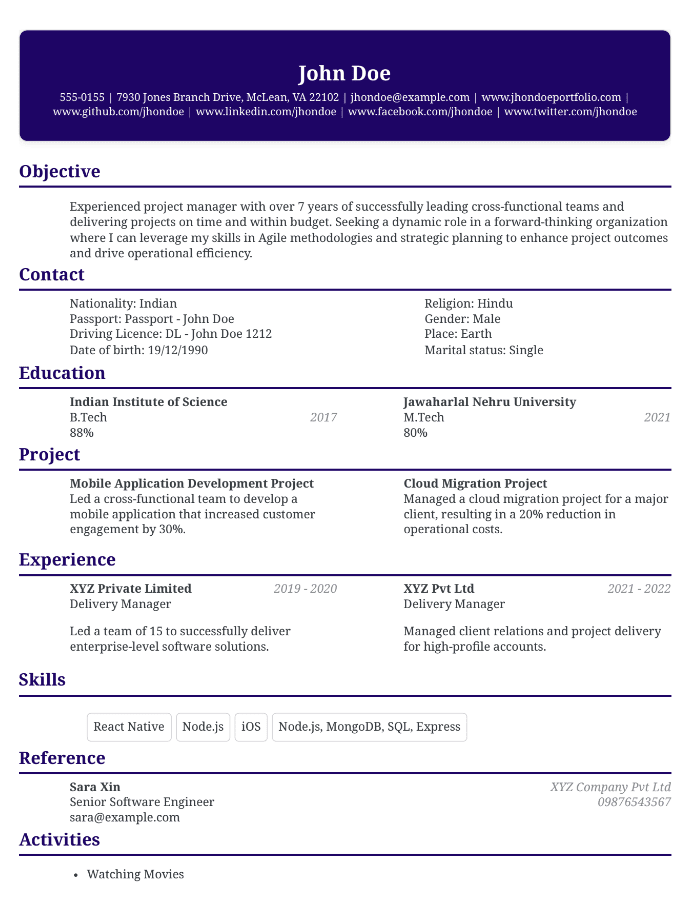 John Doe
555-0155 | 7930 Jones Branch Drive, McLean, VA 22102 | jhondoe@example.com | www.jhondoeportfolio.com |
www.github.com/jhondoe | www.linkedin.com/jhondoe | www.facebook.com/jhondoe | www.twitter.com/jhondoe
Objective
Experienced project manager with over 7 years of successfully leading cross-functional teams and
delivering projects on time and within budget. Seeking a dynamic role in a forward-thinking organization
where I can leverage my skills in Agile methodologies and strategic planning to enhance project outcomes
and drive operational efficiency.
Contact
Nationality: Indian
Passport: Passport - John Doe
Driving Licence: DL - John Doe 1212
Date of birth: 19/12/1990
Religion: Hindu
Gender: Male
Place: Earth
Marital status: Single
Education
Indian Institute of Science
B.Tech 2017
88%
Jawaharlal Nehru University
M.Tech 2021
80%
Project
Mobile Application Development Project
Led a cross-functional team to develop a
mobile application that increased customer
engagement by 30%.
Cloud Migration Project
Managed a cloud migration project for a major
client, resulting in a 20% reduction in
operational costs.
Experience
XYZ Private Limited 2019 - 2020
Delivery Manager
Led a team of 15 to successfully deliver
enterprise-level software solutions.
XYZ Pvt Ltd 2021 - 2022
Delivery Manager
Managed client relations and project delivery
for high-profile accounts.
Skills
React Native Node.js iOS Node.js, MongoDB, SQL, Express
Reference
Sara Xin XYZ Company Pvt Ltd
Senior Software Engineer 09876543567
sara@example.com
Activities
• Watching Movies